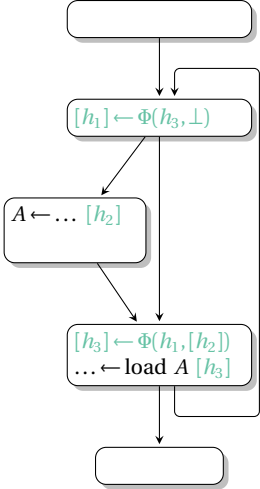 [h₁] ← Φ(h₃, ⊥)
A ← … [h₂]
[h₃] ← Φ(h₁, [h₂])
… ← load A [h₃]